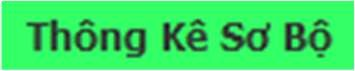 Thông Kê Sơ Bộ